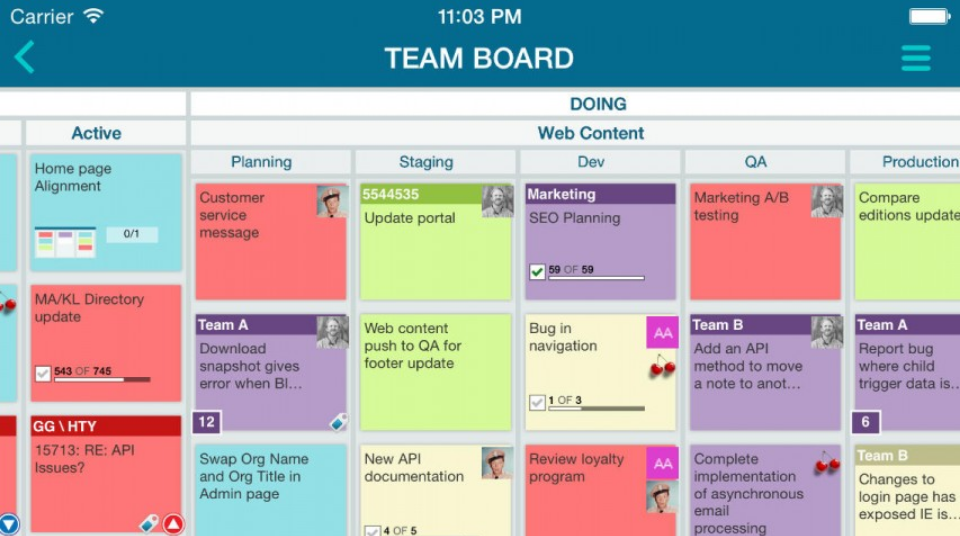 Carrier
11:03 PM
TEAM BOARD
DOING
Active
Web Content
Planning
Staging
Dev
QA
Production
Home page
Alignment
0/1
MA/KL Directory
update
543 OF 745
GG \ HTY
15713: RE: API
Issues?
Customer
service
message
Team A
Download
snapshot gives
error when BI...
12
Swap Org Name
and Org Title in
Admin page
5544535
Update portal
Web content
push to QA for
footer update
New API
documentation
4 OF 5
Marketing
SEO Planning
59 OF 59
Bug in
navigation
AA
1 OF 3
Review loyalty
program
AA
Marketing A/B
testing
Team B
Add an API
method to move
a note to anot...
Complete
implementation
of asynchronous
email
processing
Compare
editions update
Team A
Report bug
where child
trigger data is...
6
Team B
Changes to
login page has
exposed IE is...